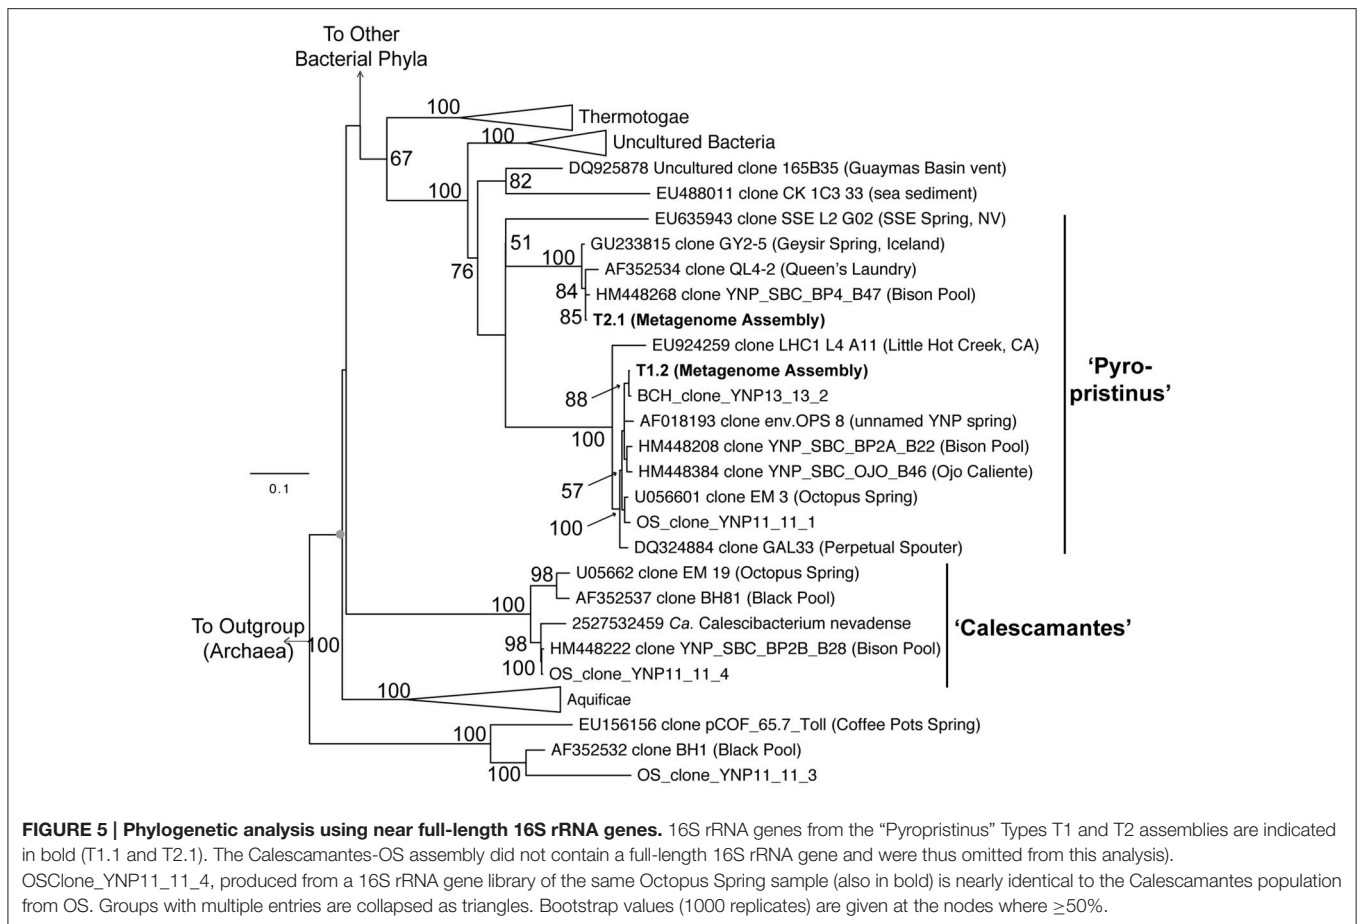 To Other
Bacterial Phyla
100
Thermotogae
100
Uncultured Bacteria
67
DQ925878 Uncultured clone 165B35 (Guaymas Basin vent)
82
100
EU488011 clone CK 1C3 33 (sea sediment)
EU635943 clone SSE L2 G02 (SSE Spring, NV)
51
GU233815 clone GY2-5 (Geysir Spring, Iceland)
100
76
AF352534 clone QL4-2 (Queen's Laundry)
84
HM448268 clone YNP_SBC_BP4_B47 (Bison Pool)
85
T2.1 (Metagenome Assembly)
EU924259 clone LHC1 L4 A11 (Little Hot Creek, CA)
T1.2 (Metagenome Assembly)
88
BCH_clone_YNP13_13_2
AF018193 clone env.OPS 8 (unnamed YNP spring)
100
HM448208 clone YNP_SBC_BP2A_B22 (Bison Pool)
HM448384 clone YNP_SBC_OJO_B46 (Ojo Caliente)
57
U056601 clone EM 3 (Octopus Spring)
100
OS_clone_YNP11_11_1
DQ324884 clone GAL33 (Perpetual Spouter)
'Pyro-
pristinus'
0.1
98
U05662 clone EM 19 (Octopus Spring)
100
AF352537 clone BH81 (Black Pool)
2527532459 Ca. Calescibacterium nevadense
98
HM448222 clone YNP_SBC_BP2B_B28 (Bison Pool)
100
OS_clone_YNP11_11_4
'Calescamantes'
To Outgroup
(Archaea)
100
100
Aquificae
EU156156 clone pCOF_65.7_Toll (Coffee Pots Spring)
100
AF352532 clone BH1 (Black Pool)
100
OS_clone_YNP11_11_3
FIGURE 5 | Phylogenetic analysis using near full-length 16S rRNA genes. 16S rRNA genes from the “Pyropristinus” Types T1 and T2 assemblies are indicated
in bold (T1.1 and T2.1). The Calescamantes-OS assembly did not contain a full-length 16S rRNA gene and were thus omitted from this analysis).
OSClone_YNP11_11_4, produced from a 16S rRNA gene library of the same Octopus Spring sample (also in bold) is nearly identical to the Calescamantes population
from OS. Groups with multiple entries are collapsed as triangles. Bootstrap values (1000 replicates) are given at the nodes where ≥50%.